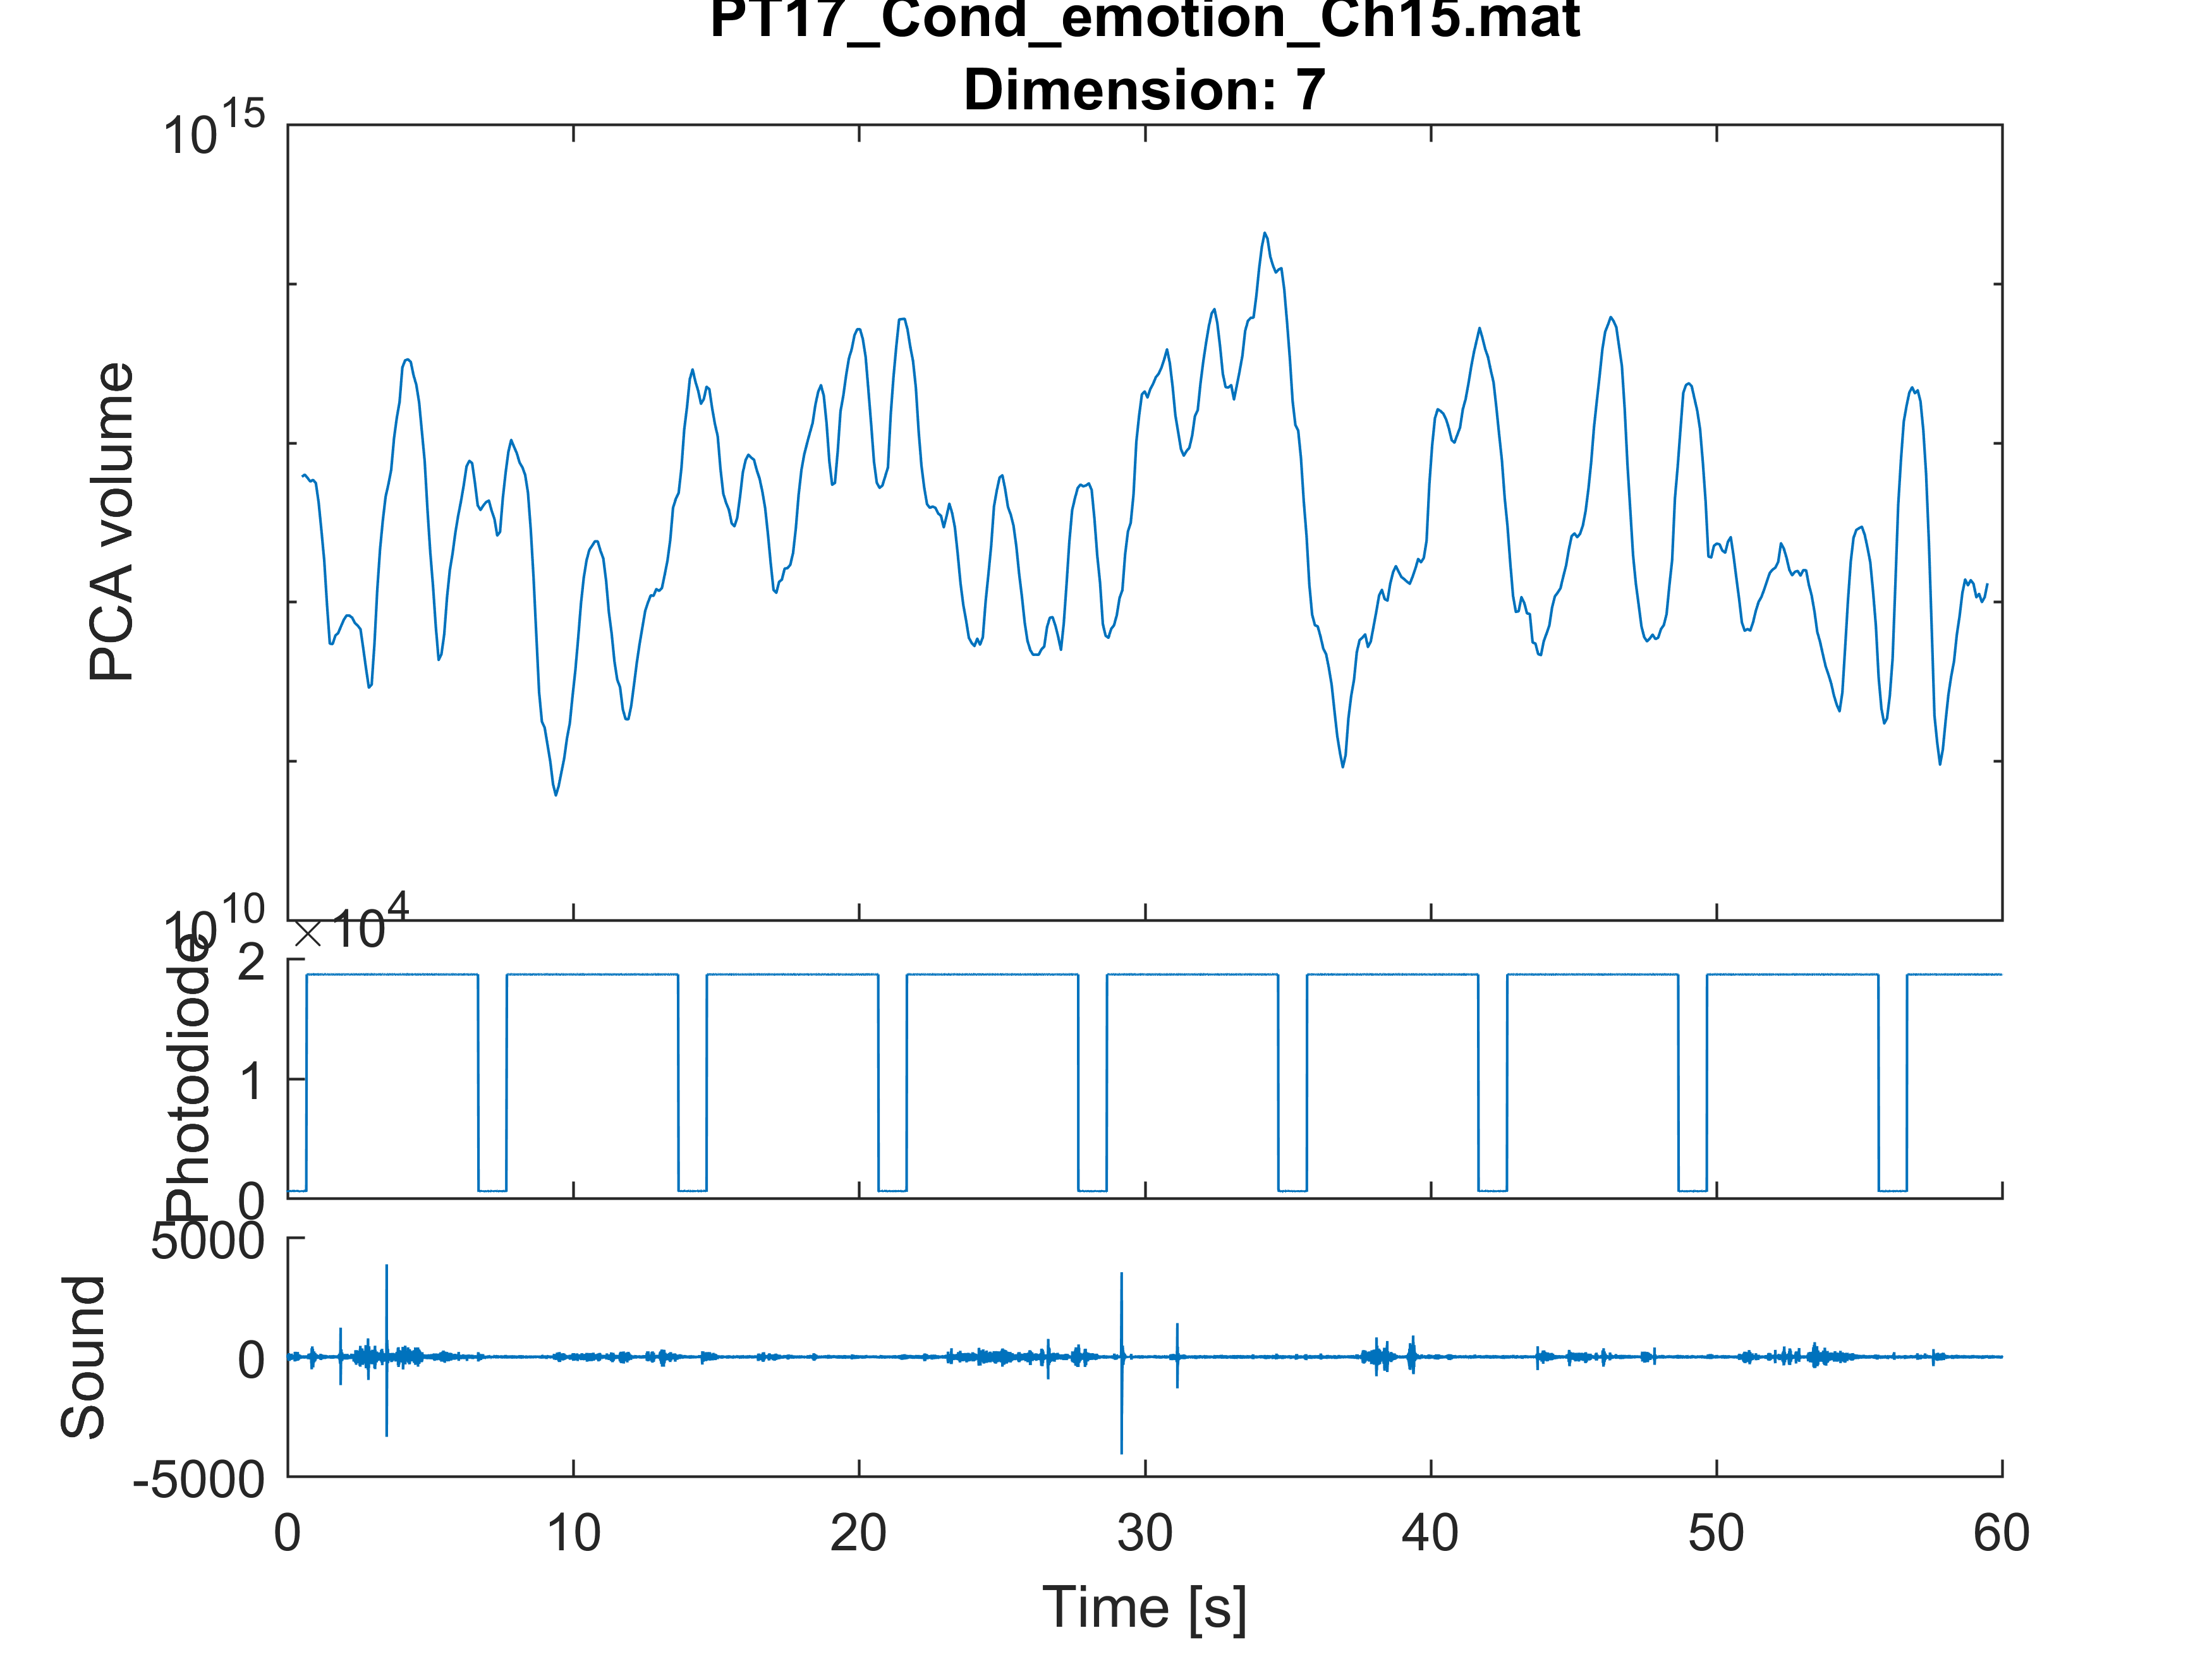 PT17_Cond_emotion_Ch15.mat
Dimension: 7
10^15
PCA volume
10^10
× 10^4
2
1
0
Photodiode
5000
0
-5000
Sound
0 10 20 30 40 50 60
Time [s]